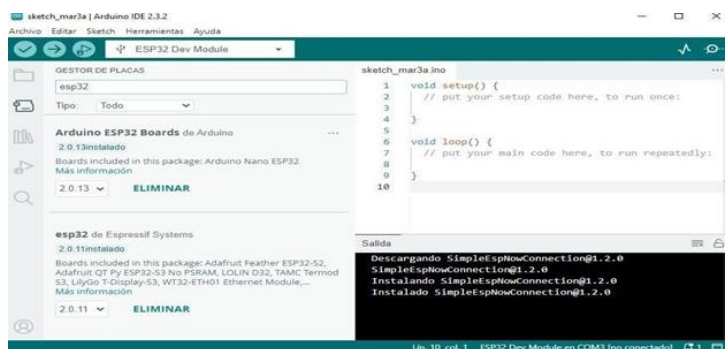 sketch_mar3a | Arduino IDE 2.3.2
Archivo Editar Sketch Herramientas Ayuda
ESP32 Dev Module
GESTOR DE PLACAS
esp32
Tipo: Todo
Arduino ESP32 Boards de Arduino
2.0.13instalado
Boards included in this package: Arduino Nano ESP32
Más información
2.0.13 ELIMINAR
esp32 de Espressif Systems
2.0.11instalado
Boards included in this package: Adafruit Feather ESP32-S2,
Adafruit QT Py ESP32-S3 No PSRAM, LOLIN D32, TAMC Termod
S3, LilyGo T-Display-S3, WT32-ETH01 Ethernet Module,...
Más información
2.0.11 ELIMINAR
sketch_mar3a.ino
1 void setup() {
2 // put your setup code here, to run once:
3
4 }
5
6 void loop() {
7 // put your main code here, to run repeatedly:
8
9 }
10
Salida
Descargando SimpleEspNowConnection@1.2.0
SimpleEspNowConnection@1.2.0
Instalando SimpleEspNowConnection@1.2.0
Instalado SimpleEspNowConnection@1.2.0
Lín. 10, col. 1 ESP32 Dev Module en COM3 [no conectado] 1